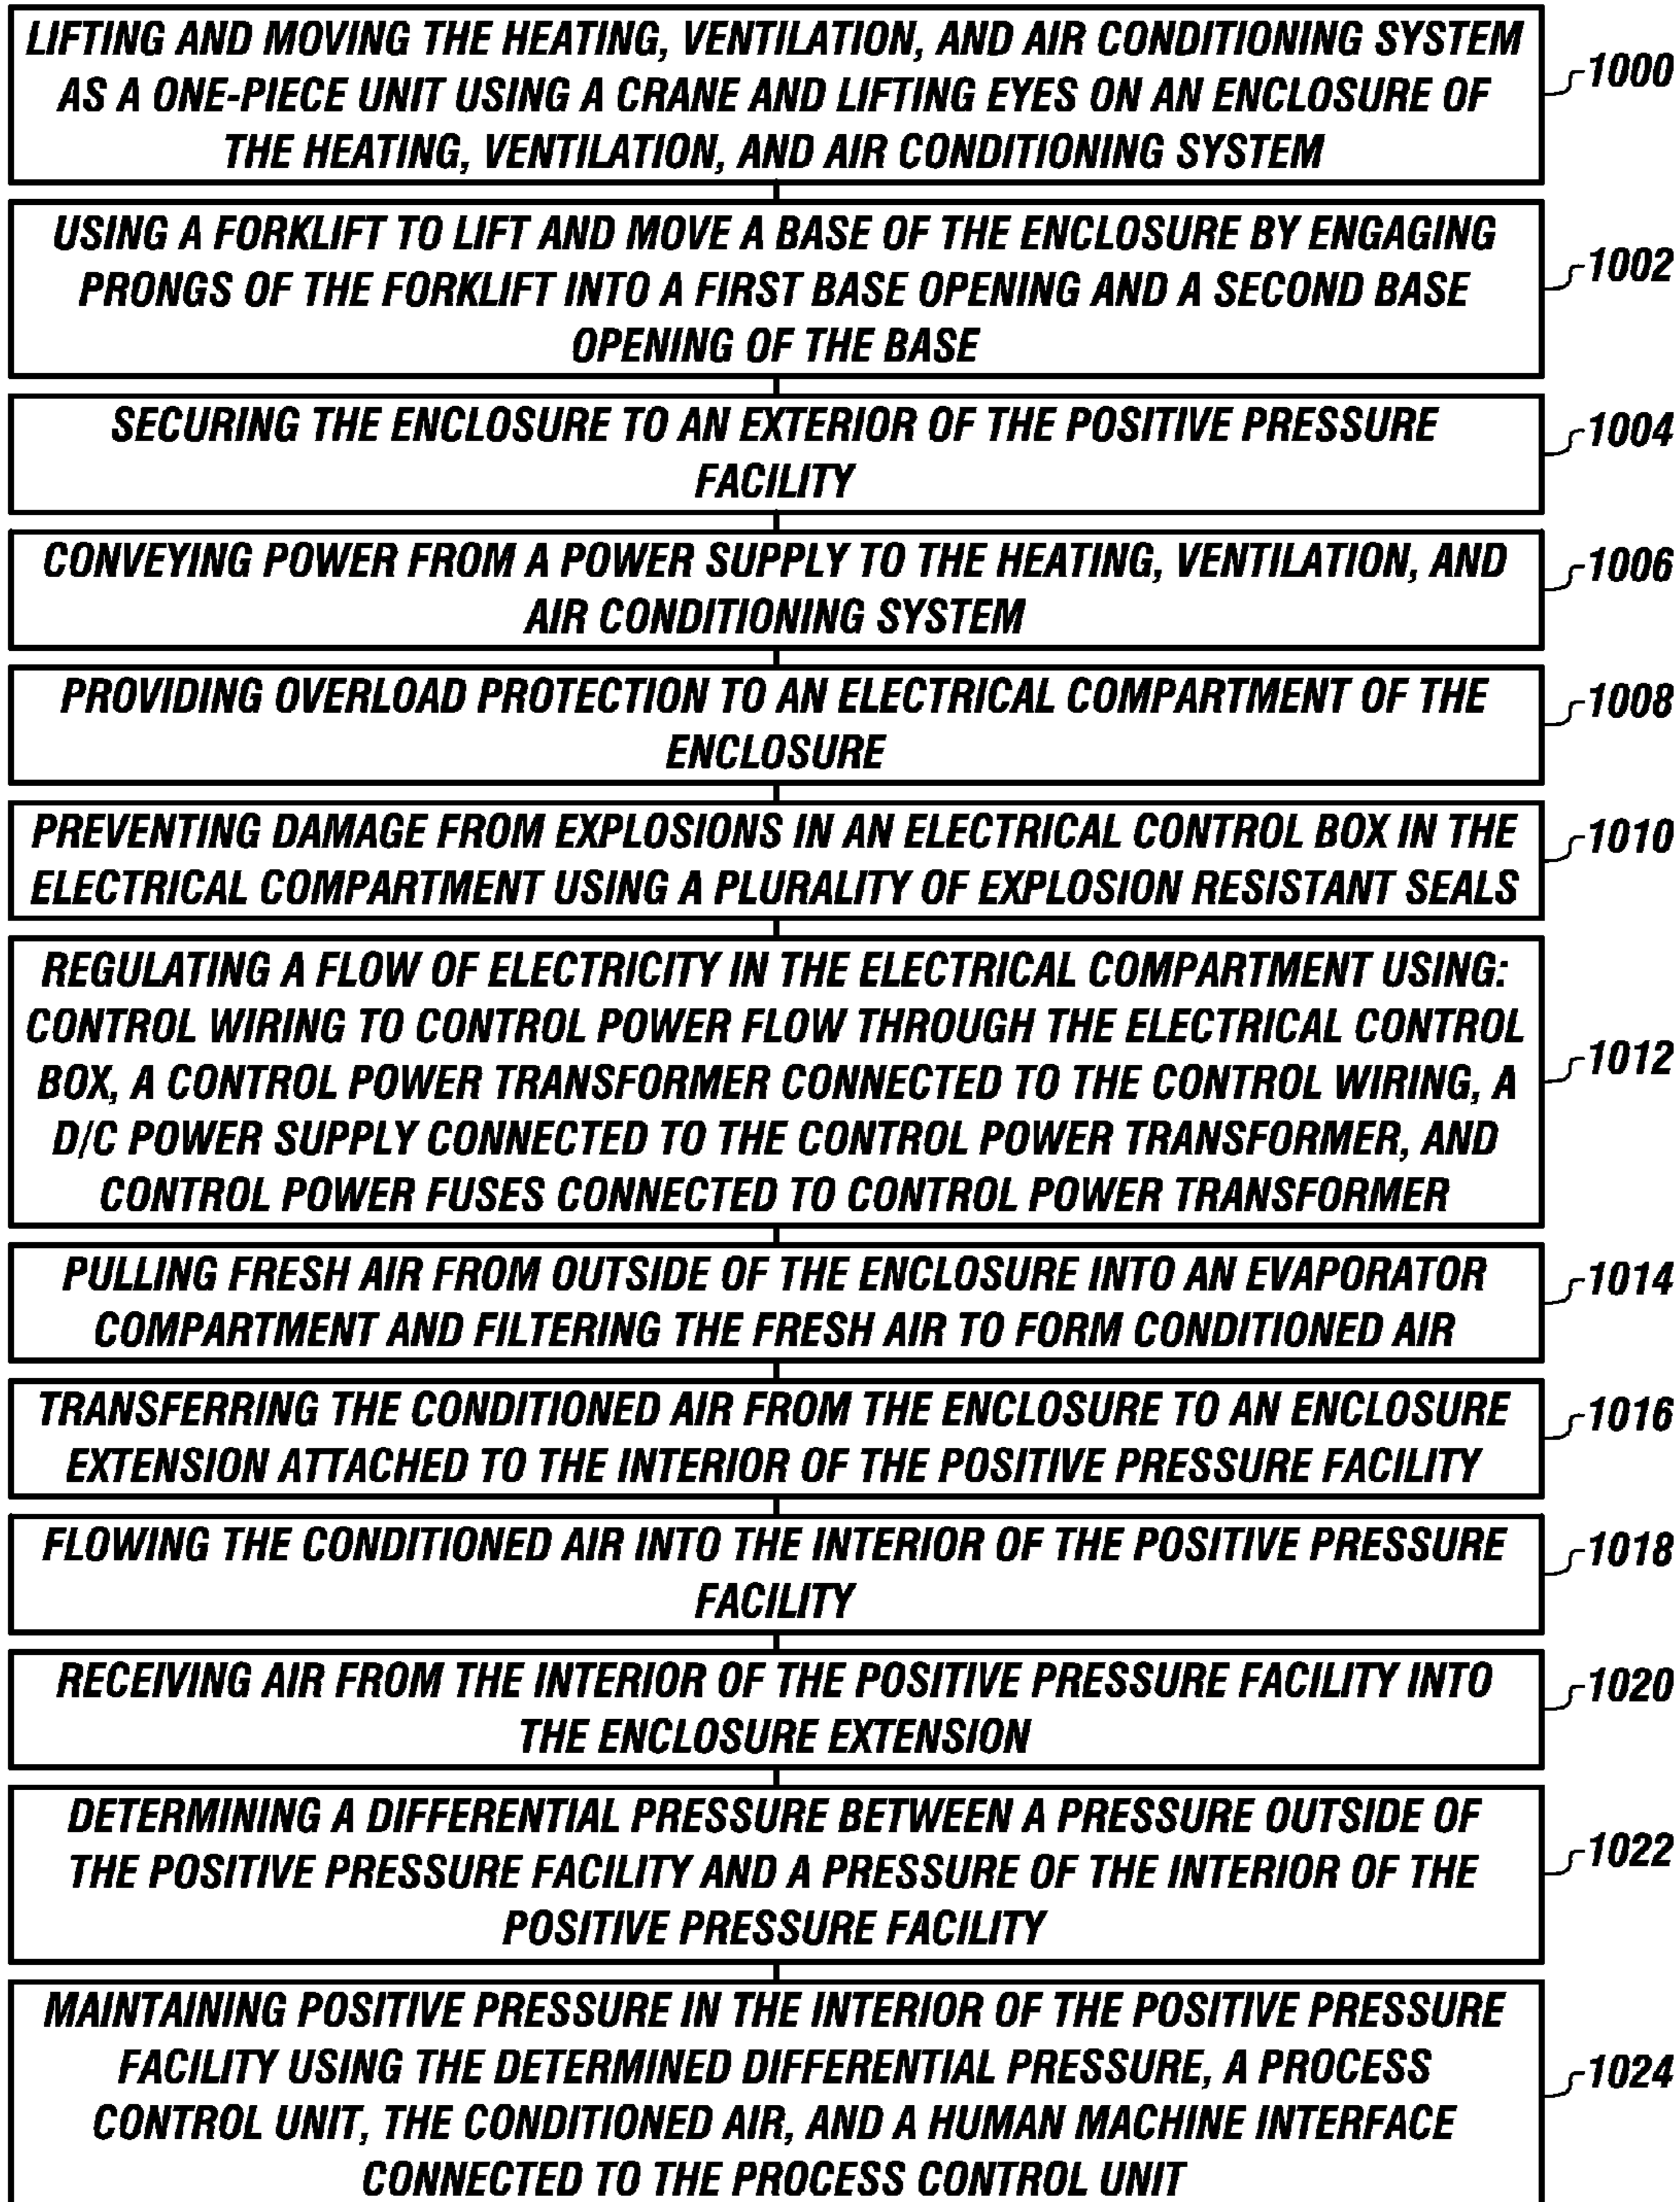 LIFTING AND MOVING THE HEATING, VENTILATION, AND AIR CONDITIONING SYSTEM
AS A ONE-PIECE UNIT USING A CRANE AND LIFTING EYES ON AN ENCLOSURE OF
THE HEATING, VENTILATION, AND AIR CONDITIONING SYSTEM
1000
USING A FORKLIFT TO LIFT AND MOVE A BASE OF THE ENCLOSURE BY ENGAGING
PRONGS OF THE FORKLIFT INTO A FIRST BASE OPENING AND A SECOND BASE
OPENING OF THE BASE
1002
SECURING THE ENCLOSURE TO AN EXTERIOR OF THE POSITIVE PRESSURE
FACILITY
1004
CONVEYING POWER FROM A POWER SUPPLY TO THE HEATING, VENTILATION, AND
AIR CONDITIONING SYSTEM
1006
PROVIDING OVERLOAD PROTECTION TO AN ELECTRICAL COMPARTMENT OF THE
ENCLOSURE
1008
PREVENTING DAMAGE FROM EXPLOSIONS IN AN ELECTRICAL CONTROL BOX IN THE
ELECTRICAL COMPARTMENT USING A PLURALITY OF EXPLOSION RESISTANT SEALS
1010
REGULATING A FLOW OF ELECTRICITY IN THE ELECTRICAL COMPARTMENT USING:
CONTROL WIRING TO CONTROL POWER FLOW THROUGH THE ELECTRICAL CONTROL
BOX, A CONTROL POWER TRANSFORMER CONNECTED TO THE CONTROL WIRING, A
D/C POWER SUPPLY CONNECTED TO THE CONTROL POWER TRANSFORMER, AND
CONTROL POWER FUSES CONNECTED TO CONTROL POWER TRANSFORMER
1012
PULLING FRESH AIR FROM OUTSIDE OF THE ENCLOSURE INTO AN EVAPORATOR
COMPARTMENT AND FILTERING THE FRESH AIR TO FORM CONDITIONED AIR
1014
TRANSFERRING THE CONDITIONED AIR FROM THE ENCLOSURE TO AN ENCLOSURE
EXTENSION ATTACHED TO THE INTERIOR OF THE POSITIVE PRESSURE FACILITY
1016
FLOWING THE CONDITIONED AIR INTO THE INTERIOR OF THE POSITIVE PRESSURE
FACILITY
1018
RECEIVING AIR FROM THE INTERIOR OF THE POSITIVE PRESSURE FACILITY INTO
THE ENCLOSURE EXTENSION
1020
DETERMINING A DIFFERENTIAL PRESSURE BETWEEN A PRESSURE OUTSIDE OF
THE POSITIVE PRESSURE FACILITY AND A PRESSURE OF THE INTERIOR OF THE
POSITIVE PRESSURE FACILITY
1022
MAINTAINING POSITIVE PRESSURE IN THE INTERIOR OF THE POSITIVE PRESSURE
FACILITY USING THE DETERMINED DIFFERENTIAL PRESSURE, A PROCESS
CONTROL UNIT, THE CONDITIONED AIR, AND A HUMAN MACHINE INTERFACE
CONNECTED TO THE PROCESS CONTROL UNIT
1024